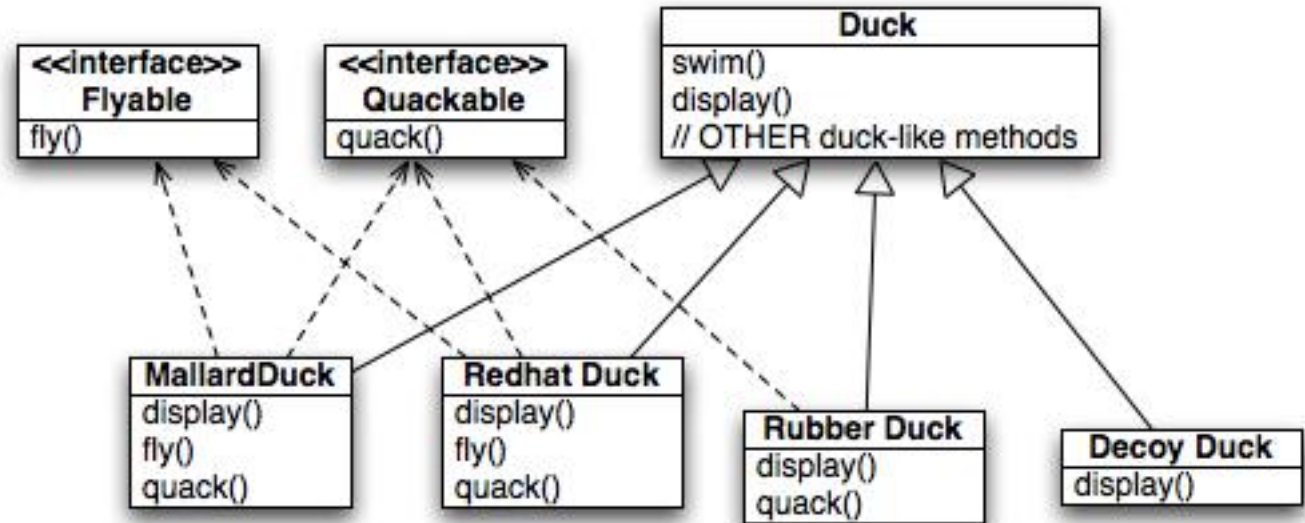 <<interface>>
Flyable
fly()
<<interface>>
Quackable
quack()
Duck
swim()
display()
// OTHER duck-like methods
MallardDuck
display()
fly()
quack()
Redhat Duck
display()
fly()
quack()
Rubber Duck
display()
quack()
Decoy Duck
display()